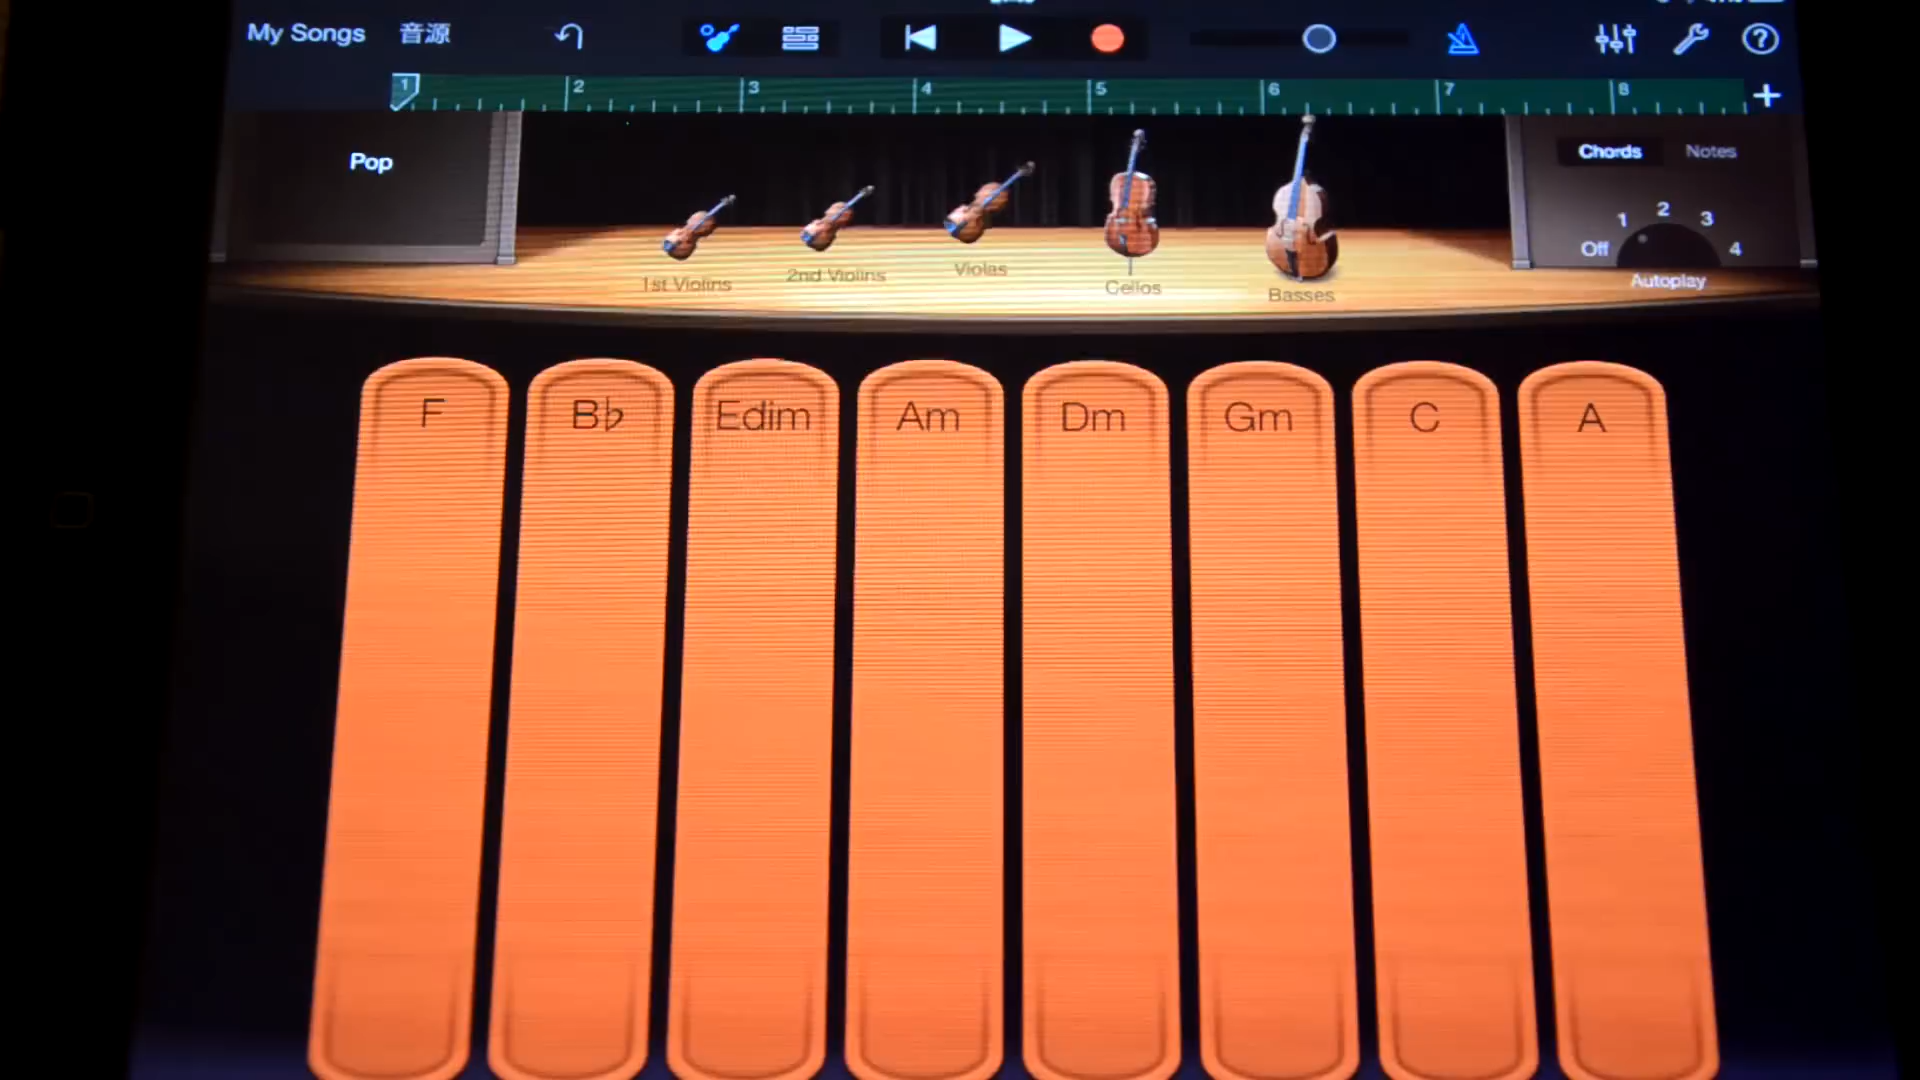 My Songs 音源
1 2 3 4 5 6 7 8
Pop
Chords Notes
Off 1 2 3 4
Autoplay
1st Violins 2nd Violins Violas Cellos Basses
F B♭ Edim Am Dm Gm C A